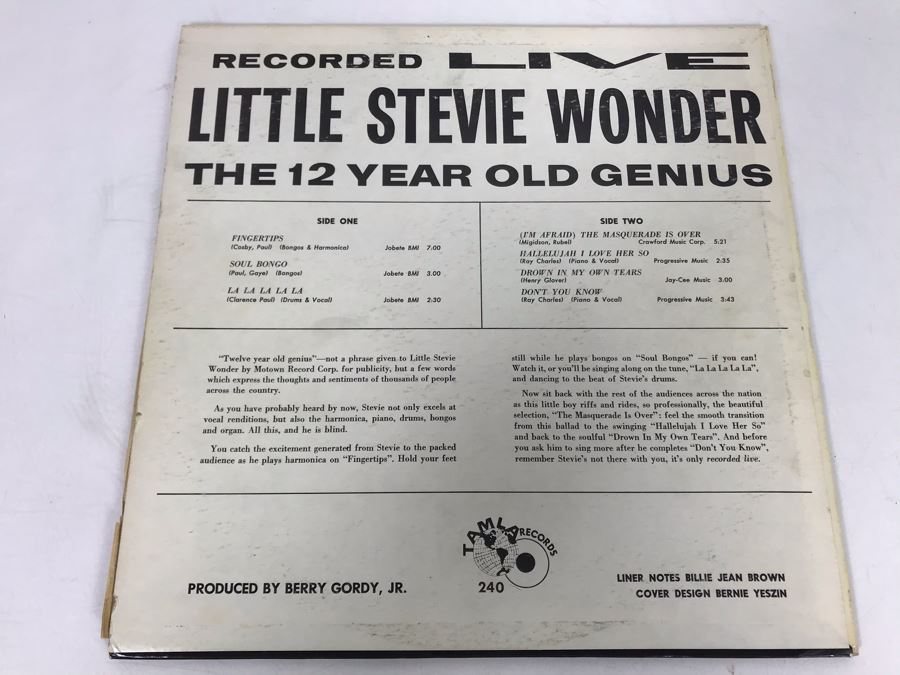 RECORDED LIVE
LITTLE STEVIE WONDER
THE 12 YEAR OLD GENIUS
SIDE ONE
FINGERTIPS
(Cosby, Paul) (Bongos & Harmonica) Jobete BMI 7:00
SOUL BONGO
(Paul, Gaye) (Bongos) Jobete BMI 3.00
LA LA LA LA LA
(Clarence Paul) (Drums & Vocal) Jobete BMI 2:30
SIDE TWO
(I'M AFRAID) THE MASQUERADE IS OVER
(Migidson, Rubel) Crawford Music Corp. 5:21
HALLELUJAH I LOVE HER SO
(Ray Charles) (Piano & Vocal) Progressive Music 2:35
DROWN IN MY OWN TEARS
(Henry Glover) Jay-Cee Music 3:00
DON'T YOU KNOW
(Ray Charles) (Piano & Vocal) Progressive Music 3:43
"Twelve year old genius"—not a phrase given to Little Stevie
Wonder by Motown Record Corp. for publicity, but a few words
which express the thoughts and sentiments of thousands of people
across the country.
As you have probably heard by now, Stevie not only excels at
vocal renditions, but also the harmonica, piano, drums, bongos
and organ. All this, and he is blind.
You catch the excitement generated from Stevie to the packed
audience as he plays harmonica on "Fingertips". Hold your feet
still while he plays bongos on "Soul Bongos" — if you can!
Watch it, or you'll be singing along on the tune, "La La La La La",
and dancing to the beat of Stevie's drums.
Now sit back with the rest of the audiences across the nation
as this little boy riffs and rides, so professionally, the beautiful
selection, "The Masquerade Is Over": feel the smooth transition
from this ballad to the swinging "Hallelujah I Love Her So"
and back to the soulful "Drown In My Own Tears". And before
you ask him to sing more after he completes "Don't You Know",
remember Stevie's not there with you, it's only recorded live.
TAMLA RECORDS
240
PRODUCED BY BERRY GORDY, JR.
LINER NOTES BILLIE JEAN BROWN
COVER DESIGN BERNIE YESZIN